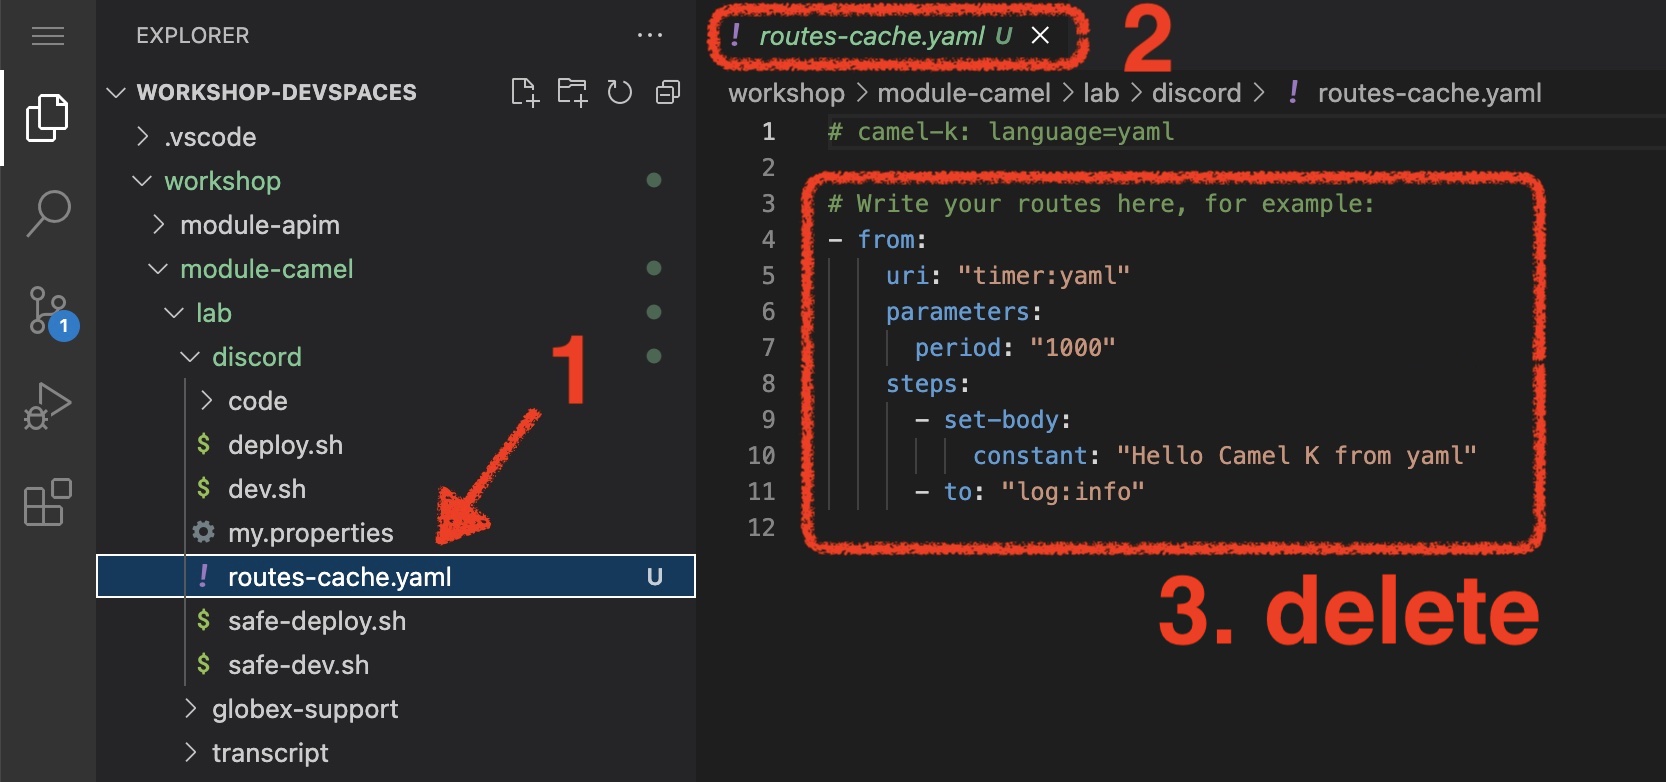 EXPLORER
WORKSHOP-DEVSPACES
.vscode
workshop
module-apim
module-camel
lab
discord
code
$ deploy.sh
$ dev.sh
my.properties
! routes-cache.yaml U
$ safe-deploy.sh
$ safe-dev.sh
globex-support
transcript
1
1
! routes-cache.yaml U
2
workshop > module-camel > lab > discord > ! routes-cache.yaml
1 # camel-k: language=yaml
2
3 # Write your routes here, for example:
4 - from:
5 uri: "timer:yaml"
6 parameters:
7 period: "1000"
8 steps:
9 - set-body:
10 constant: "Hello Camel K from yaml"
11 - to: "log:info"
12
3. delete